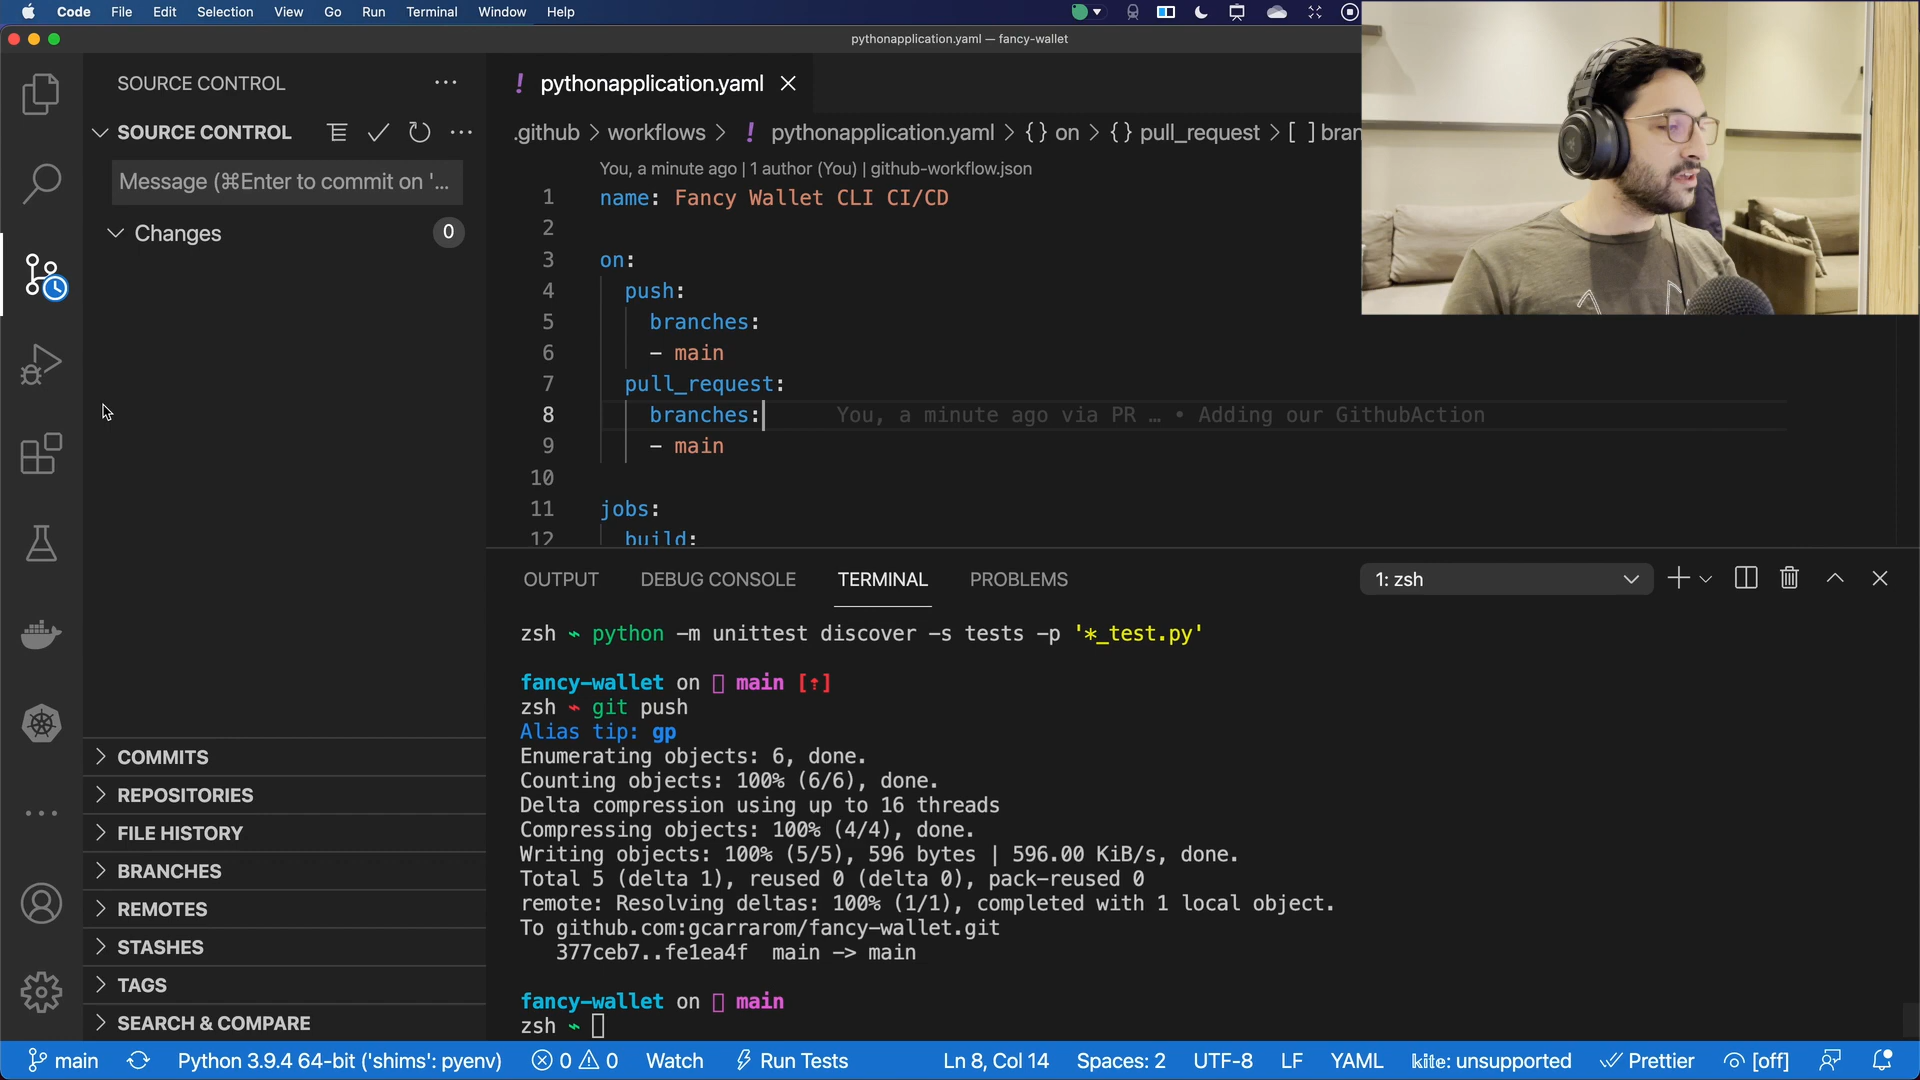 Code File Edit Selection View Go Run Terminal Window Help
pythonapplication.yaml — fancy-wallet
SOURCE CONTROL
SOURCE CONTROL
Message (⌘Enter to commit on '...
Changes 0
COMMITS
REPOSITORIES
FILE HISTORY
BRANCHES
REMOTES
STASHES
TAGS
SEARCH & COMPARE
! pythonapplication.yaml
.github > workflows > ! pythonapplication.yaml > {} on > {} pull_request > [ ] bran
You, a minute ago | 1 author (You) | github-workflow.json
1 name: Fancy Wallet CLI CI/CD
2
3 on:
4 push:
5 branches:
6 - main
7 pull_request:
8 branches: You, a minute ago via PR … • Adding our GithubAction
9 - main
10
11 jobs:
12 build:
OUTPUT DEBUG CONSOLE TERMINAL PROBLEMS 1: zsh
zsh python -m unittest discover -s tests -p '*_test.py'
fancy-wallet on main [⇡]
zsh git push
Alias tip: gp
Enumerating objects: 6, done.
Counting objects: 100% (6/6), done.
Delta compression using up to 16 threads
Compressing objects: 100% (4/4), done.
Writing objects: 100% (5/5), 596 bytes | 596.00 KiB/s, done.
Total 5 (delta 1), reused 0 (delta 0), pack-reused 0
remote: Resolving deltas: 100% (1/1), completed with 1 local object.
To github.com:gcarrarom/fancy-wallet.git
377ceb7..fe1ea4f main -> main
fancy-wallet on main
zsh
main Python 3.9.4 64-bit ('shims': pyenv) 0 0 Watch Run Tests Ln 8, Col 14 Spaces: 2 UTF-8 LF YAML kite: unsupported Prettier [off]